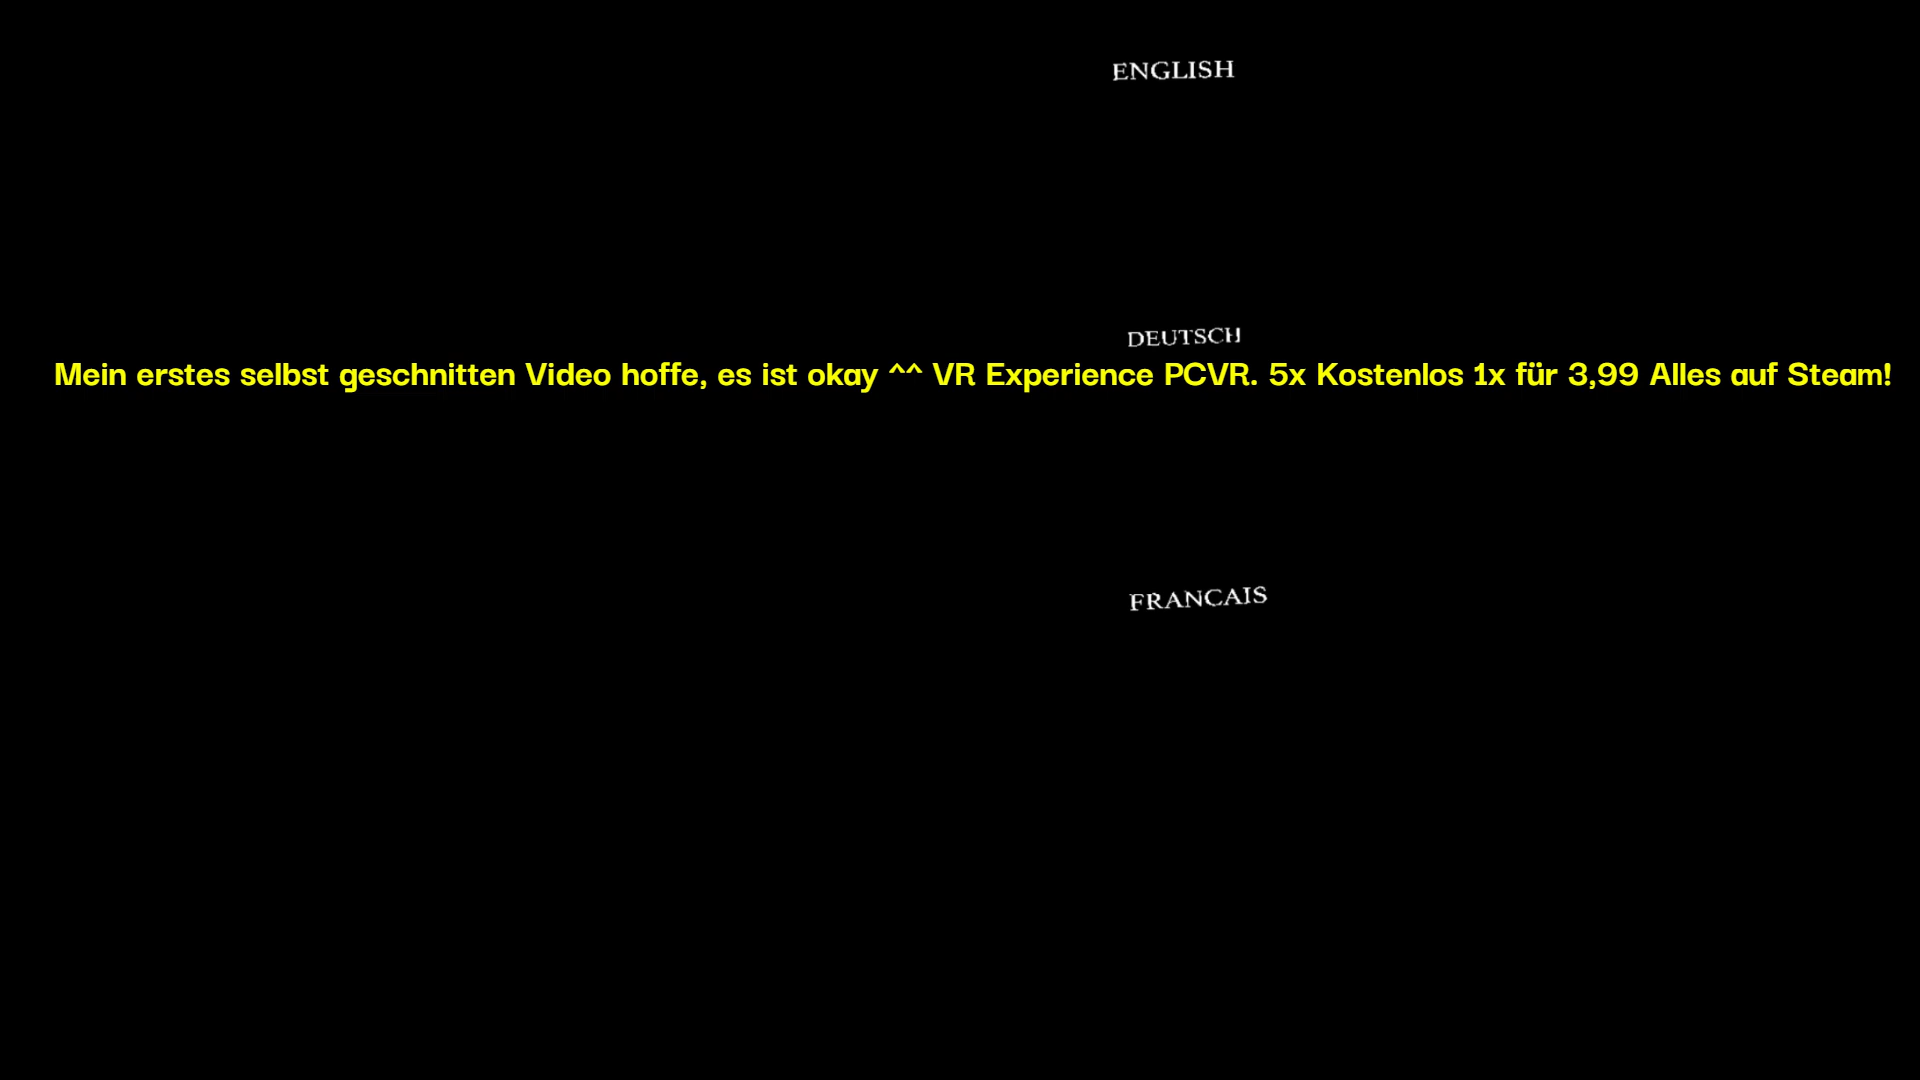 ENGLISH
DEUTSCH
Mein erstes selbst geschnitten Video hoffe, es ist okay ^^ VR Experience PCVR. 5x Kostenlos 1x für 3,99 Alles auf Steam!
FRANCAIS